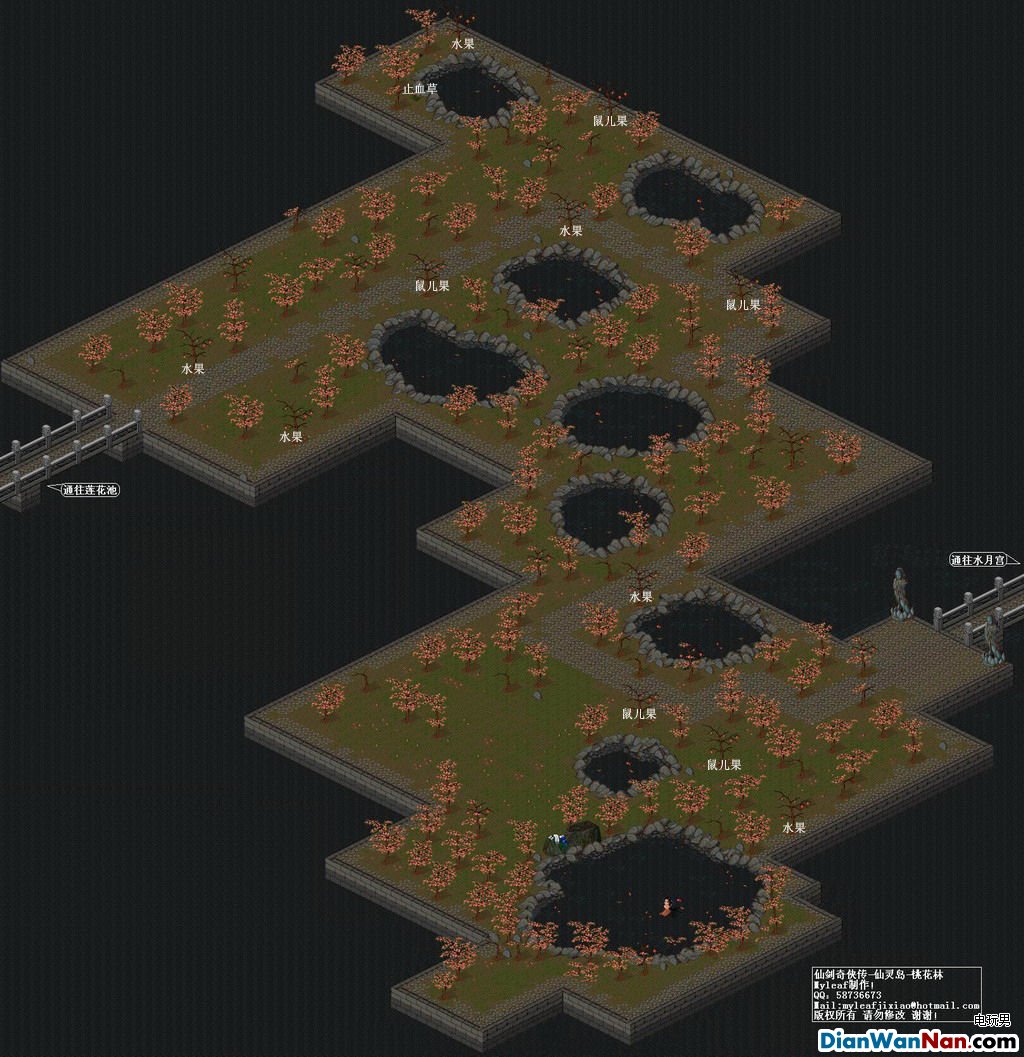 水果
止血草
鼠儿果
水果
鼠儿果
鼠儿果
水果
水果
通往莲花池
通往水月宫
水果
鼠儿果
鼠儿果
水果
仙剑奇侠传-仙灵岛-桃花林
Myleaf制作!
QQ: 58736673
Mail:myleafjixiao@hotmail.com
版权所有 请勿修改 谢谢!
电玩男
DianWanNan.com